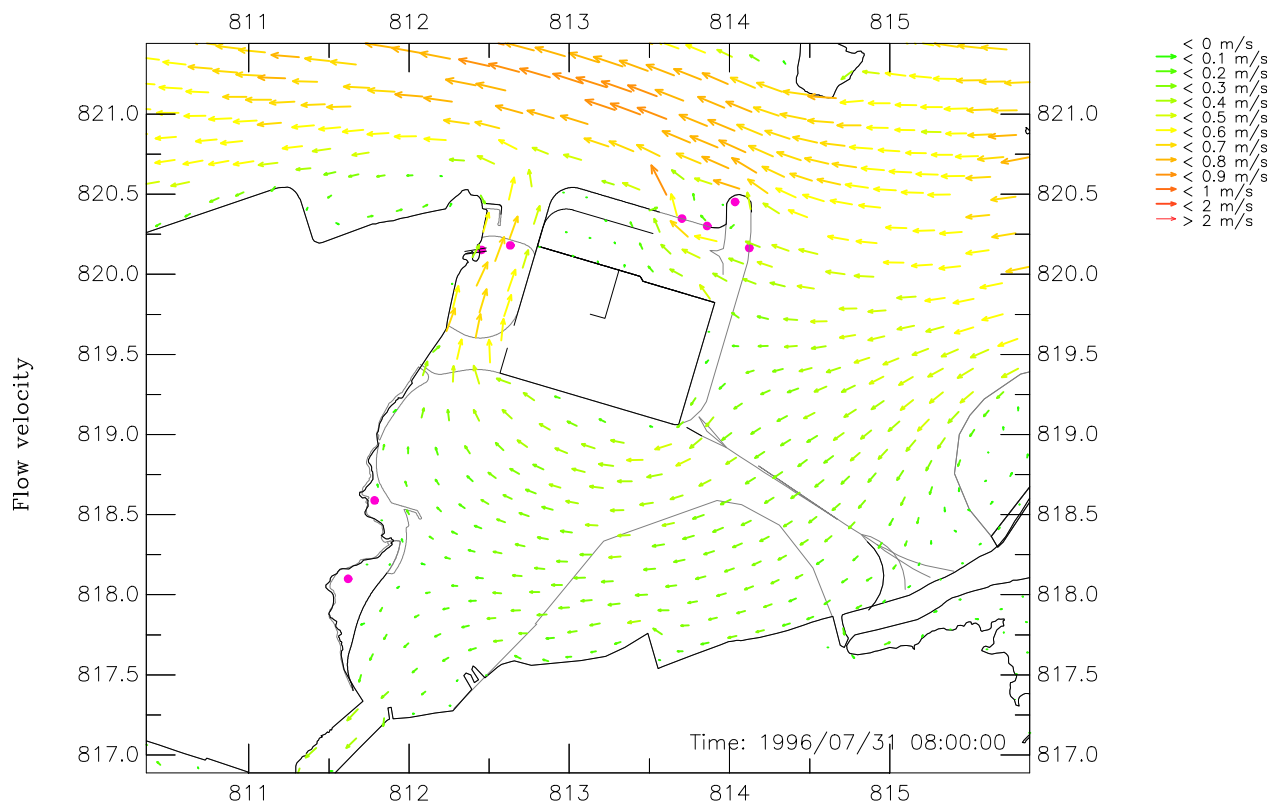 811 812 813 814 815
< 0 m/s
< 0.1 m/s
< 0.2 m/s
< 0.3 m/s
< 0.4 m/s
< 0.5 m/s
< 0.6 m/s
< 0.7 m/s
< 0.8 m/s
< 0.9 m/s
< 1 m/s
< 2 m/s
> 2 m/s
821.0 821.0
820.5 820.5
820.0 820.0
819.5 819.5
Flow velocity
819.0 819.0
818.5 818.5
818.0 818.0
817.5 817.5
Time: 1996/07/31 08:00:00
817.0 817.0
811 812 813 814 815